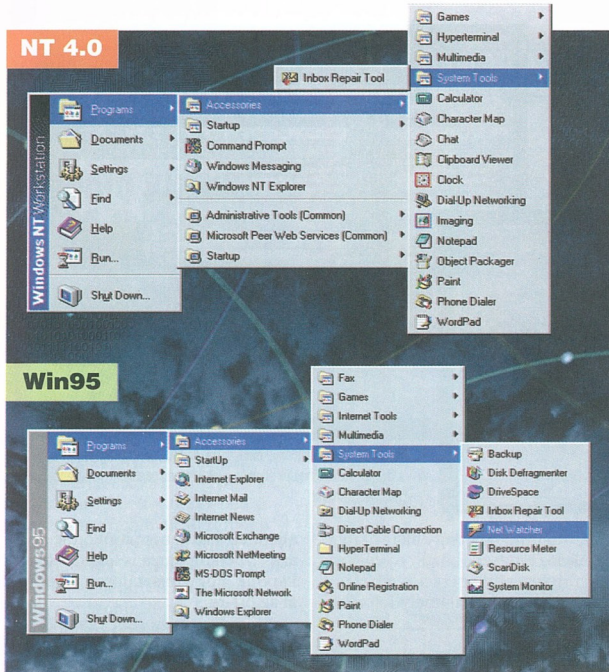 NT 4.0
Games
Hyperterminal
Multimedia
System Tools
Calculator
Character Map
Chat
Clipboard Viewer
Clock
Dial-Up Networking
Imaging
Notepad
Object Packager
Paint
Phone Dialer
WordPad
Inbox Repair Tool
Windows NT Workstation
Programs
Documents
Settings
Find
Help
Run...
Shut Down...
Accessories
Startup
Command Prompt
Windows Messaging
Windows NT Explorer
Administrative Tools (Common)
Microsoft Peer Web Services (Common)
Startup
Win95
Windows95
Programs
Documents
Settings
Find
Help
Run...
Shut Down...
Accessories
StartUp
Internet Explorer
Internet Mail
Internet News
Microsoft Exchange
Microsoft NetMeeting
MS-DOS Prompt
The Microsoft Network
Windows Explorer
Fax
Games
Internet Tools
Multimedia
System Tools
Calculator
Character Map
Dial-Up Networking
Direct Cable Connection
HyperTerminal
Notepad
Online Registration
Paint
Phone Dialer
WordPad
Backup
Disk Defragmenter
DriveSpace
Inbox Repair Tool
Net Watcher
Resource Meter
ScanDisk
System Monitor